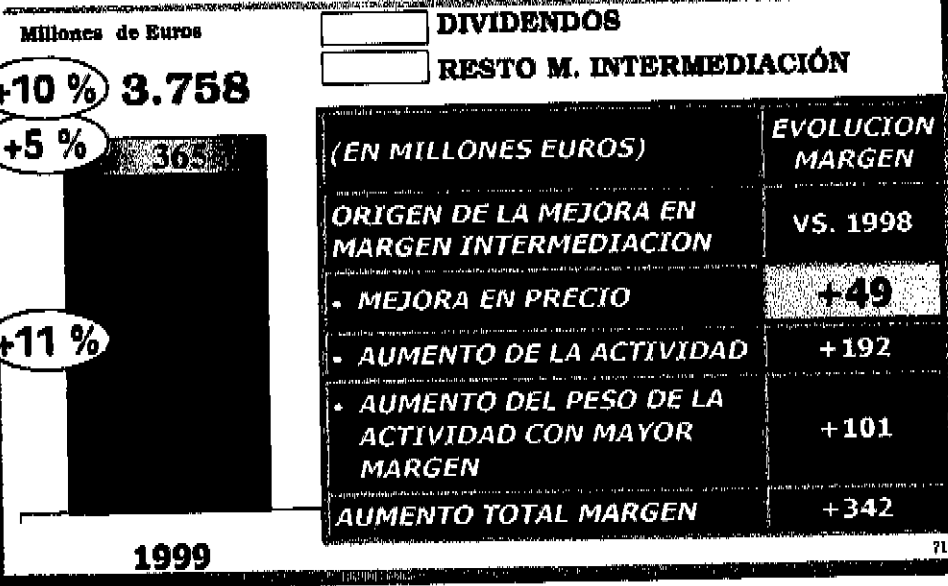 Millones de Euros
DIVIDENDOS
RESTO M. INTERMEDIACIÓN
+10 %
3.758
+5 %
365
+11 %
1999
(EN MILLONES EUROS)
EVOLUCION
MARGEN
ORIGEN DE LA MEJORA EN
MARGEN INTERMEDIACION
VS. 1998
- MEJORA EN PRECIO
+49
- AUMENTO DE LA ACTIVIDAD
+192
- AUMENTO DEL PESO DE LA
ACTIVIDAD CON MAYOR
MARGEN
+101
AUMENTO TOTAL MARGEN
+342
71